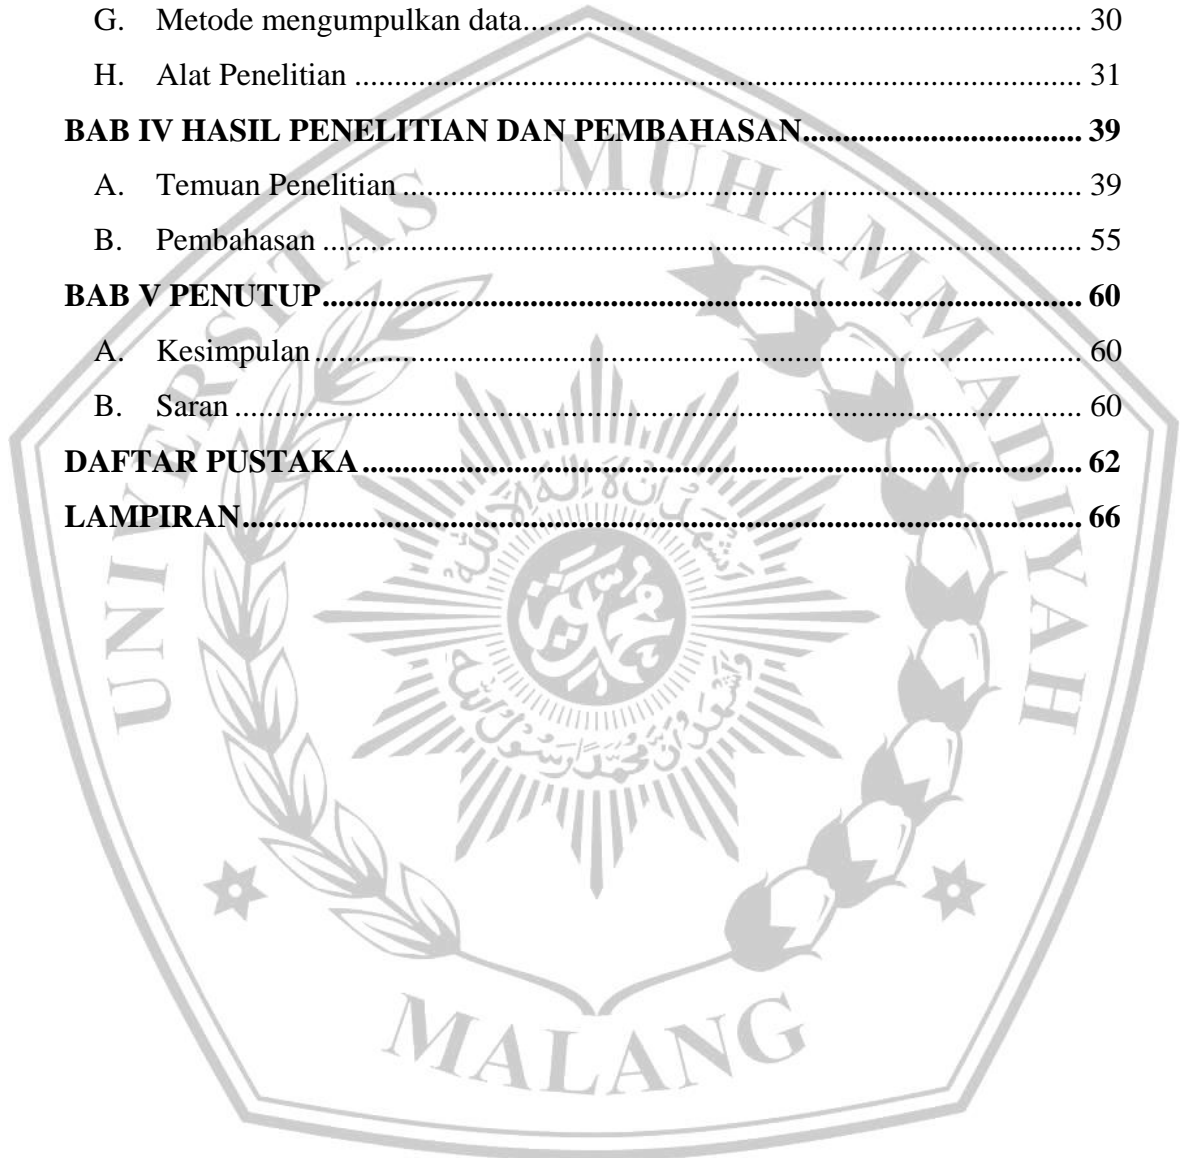 G. Metode mengumpulkan data.................................................................. 30
H. Alat Penelitian ......................................................................................... 31
BAB IV HASIL PENELITIAN DAN PEMBAHASAN.................................. 39
A. Temuan Penelitian ................................................................................... 39
B. Pembahasan ............................................................................................. 55
BAB V PENUTUP............................................................................................ 60
A. Kesimpulan .............................................................................................. 60
B. Saran ........................................................................................................ 60
DAFTAR PUSTAKA ....................................................................................... 62
LAMPIRAN...................................................................................................... 66
UNIVERSITAS MUHAMMADIYAH
MALANG